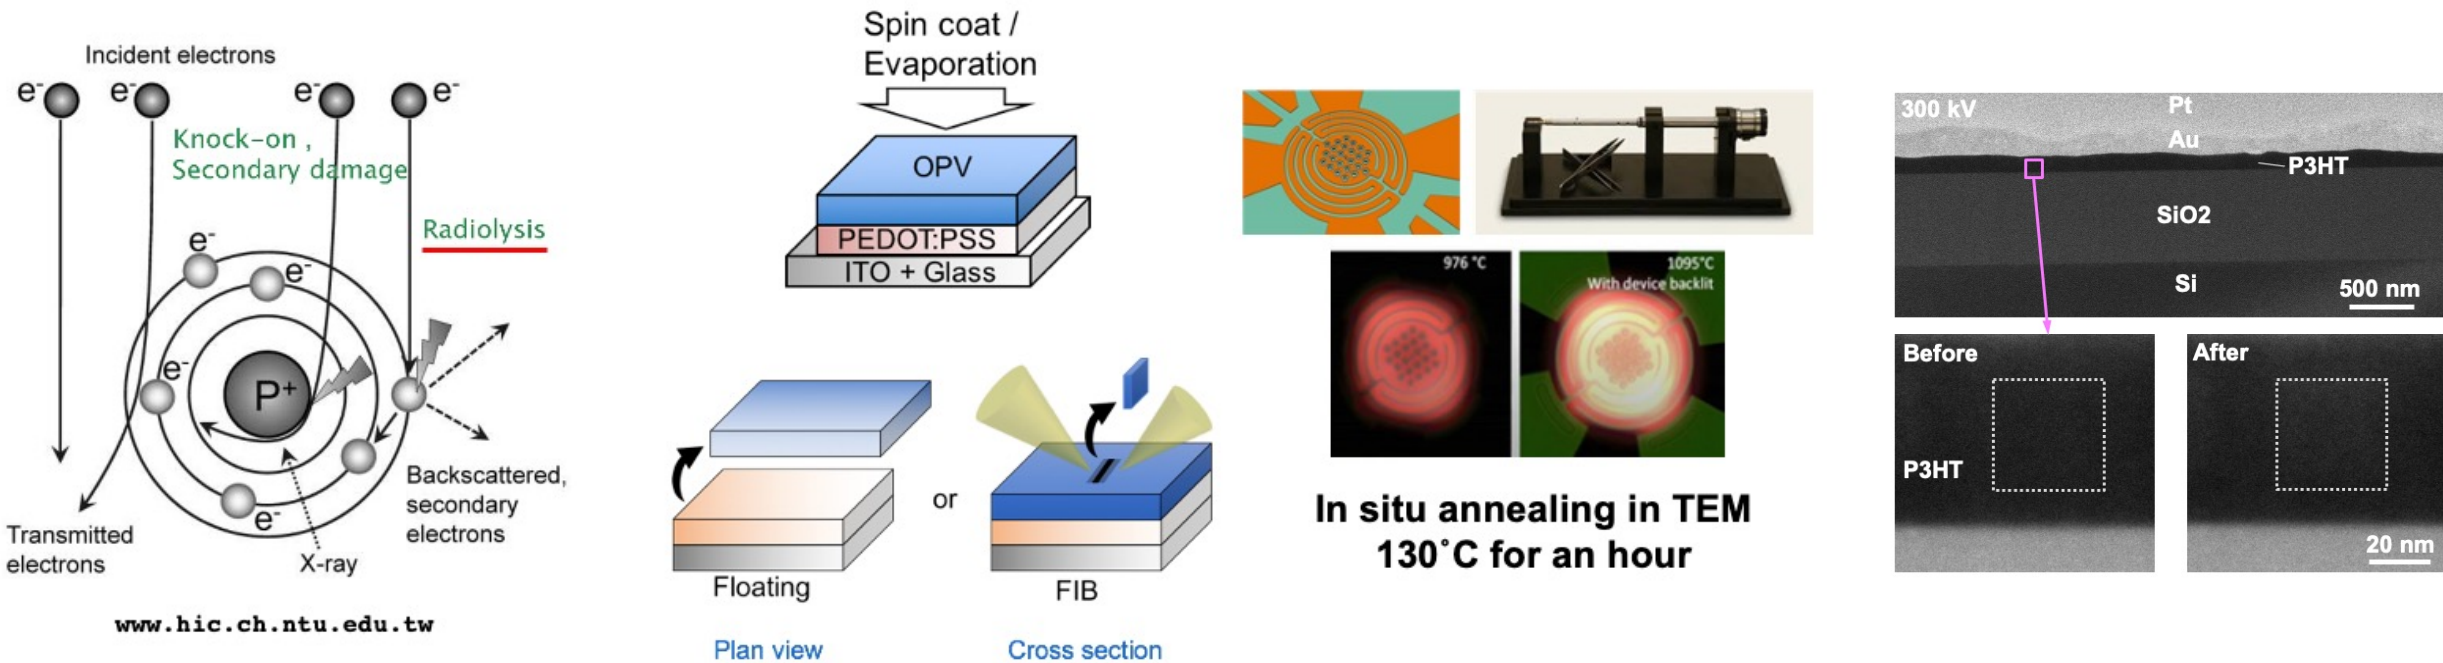 Incident electrons
e-
e-
e-
e-
Knock-on ,
Secondary damage
Radiolysis
e-
e-
e-
P+
e-
Backscattered,
secondary
electrons
Transmitted
electrons
X-ray
www.hic.ch.ntu.edu.tw
Spin coat /
Evaporation
OPV
PEDOT:PSS
ITO + Glass
or
Floating
FIB
Plan view
Cross section
976 °C
1095°C
With device backlit
In situ annealing in TEM
130˚C for an hour
300 kV
Pt
Au
P3HT
SiO2
Si
500 nm
Before
P3HT
After
20 nm